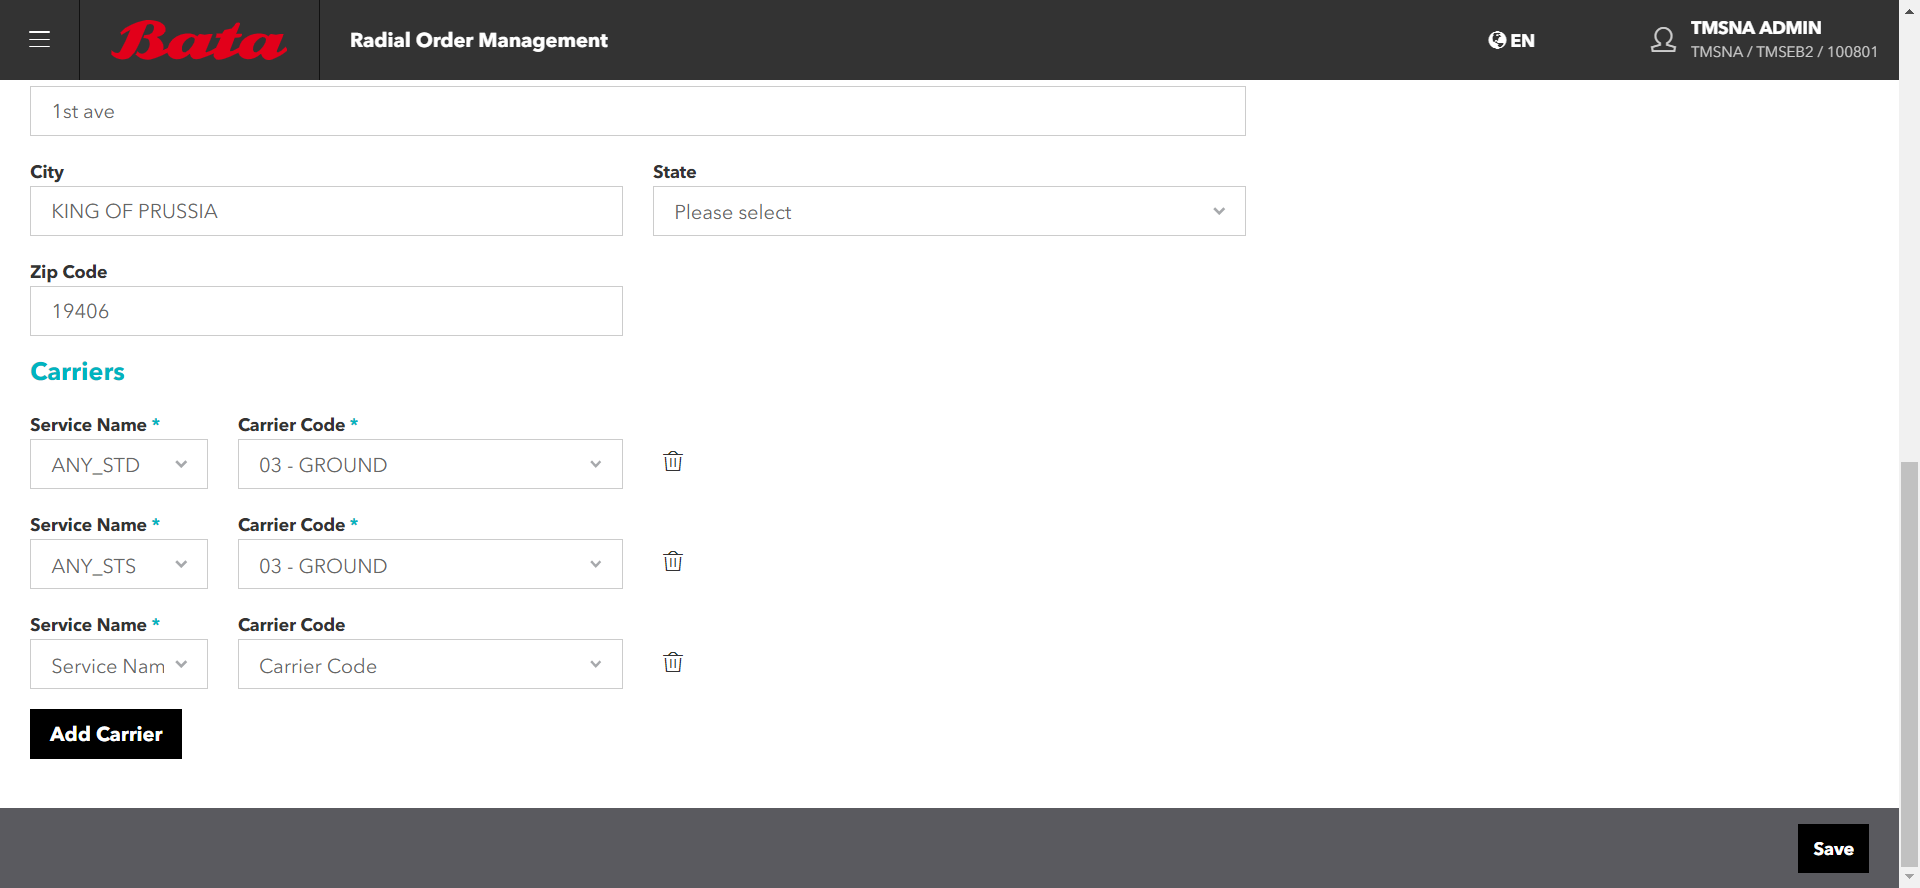 Bata
Radial Order Management
EN
TMSNA ADMIN
TMSNA / TMSEB2 / 100801
1st ave
City
State
KING OF PRUSSIA
Please select
Zip Code
19406
Carriers
Service Name *
Carrier Code *
ANY_STD
03 - GROUND
Service Name *
Carrier Code *
ANY_STS
03 - GROUND
Service Name *
Carrier Code
Service Nam
Carrier Code
Add Carrier
Save